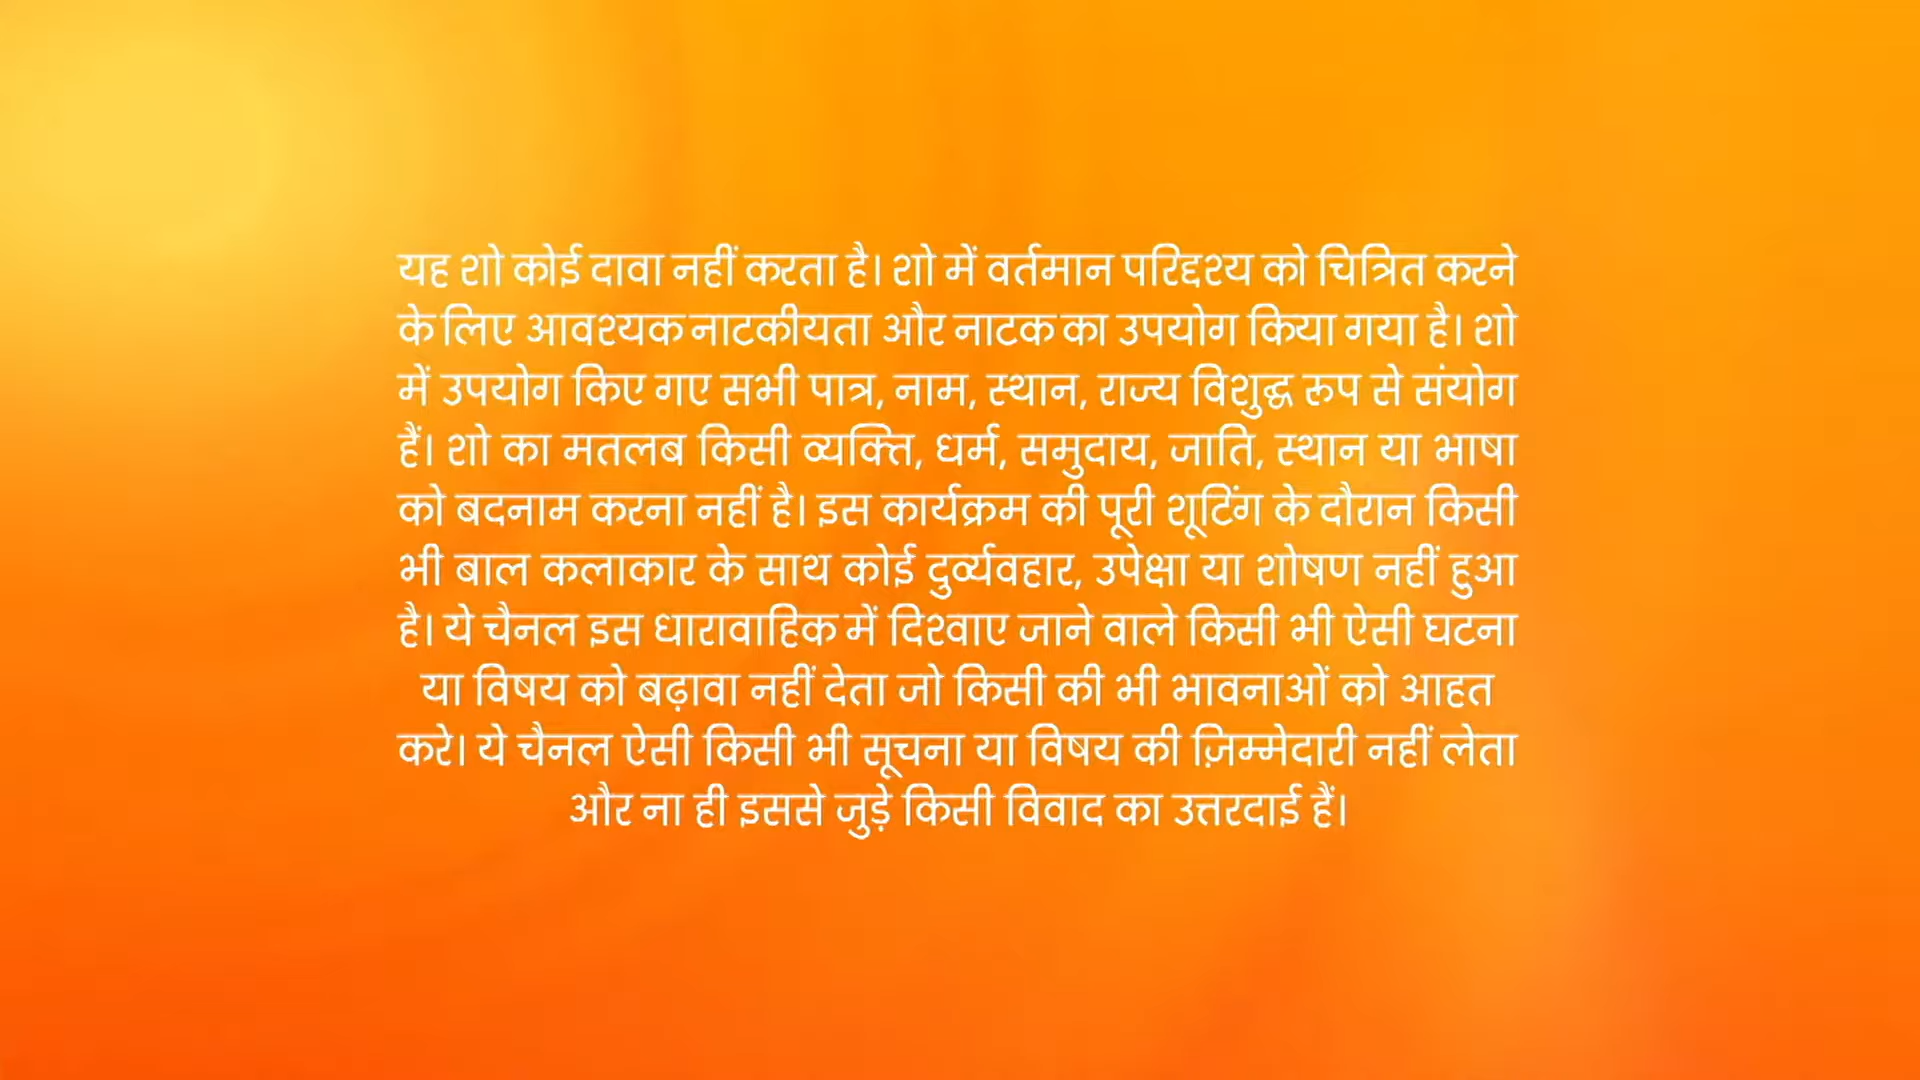 यह शो कोई दावा नहीं करता है। शो में वर्तमान परिदृश्य को चित्रित करने
के लिए आवश्यक नाटकीयता और नाटक का उपयोग किया गया है। शो
में उपयोग किए गए सभी पात्र, नाम, स्थान, राज्य विशुद्ध रुप से संयोग
हैं। शो का मतलब किसी व्यक्ति, धर्म, समुदाय, जाति, स्थान या भाषा
को बदनाम करना नहीं है। इस कार्यक्रम की पूरी शूटिंग के दौरान किसी
भी बाल कलाकार के साथ कोई दुर्व्यवहार, उपेक्षा या शोषण नहीं हुआ
है। ये चैनल इस धारावाहिक में दिखाए जाने वाले किसी भी ऐसी घटना
या विषय को बढ़ावा नहीं देता जो किसी की भी भावनाओं को आहत
करे। ये चैनल ऐसी किसी भी सूचना या विषय की ज़िम्मेदारी नहीं लेता
और ना ही इससे जुड़े किसी विवाद का उत्तरदाई हैं।